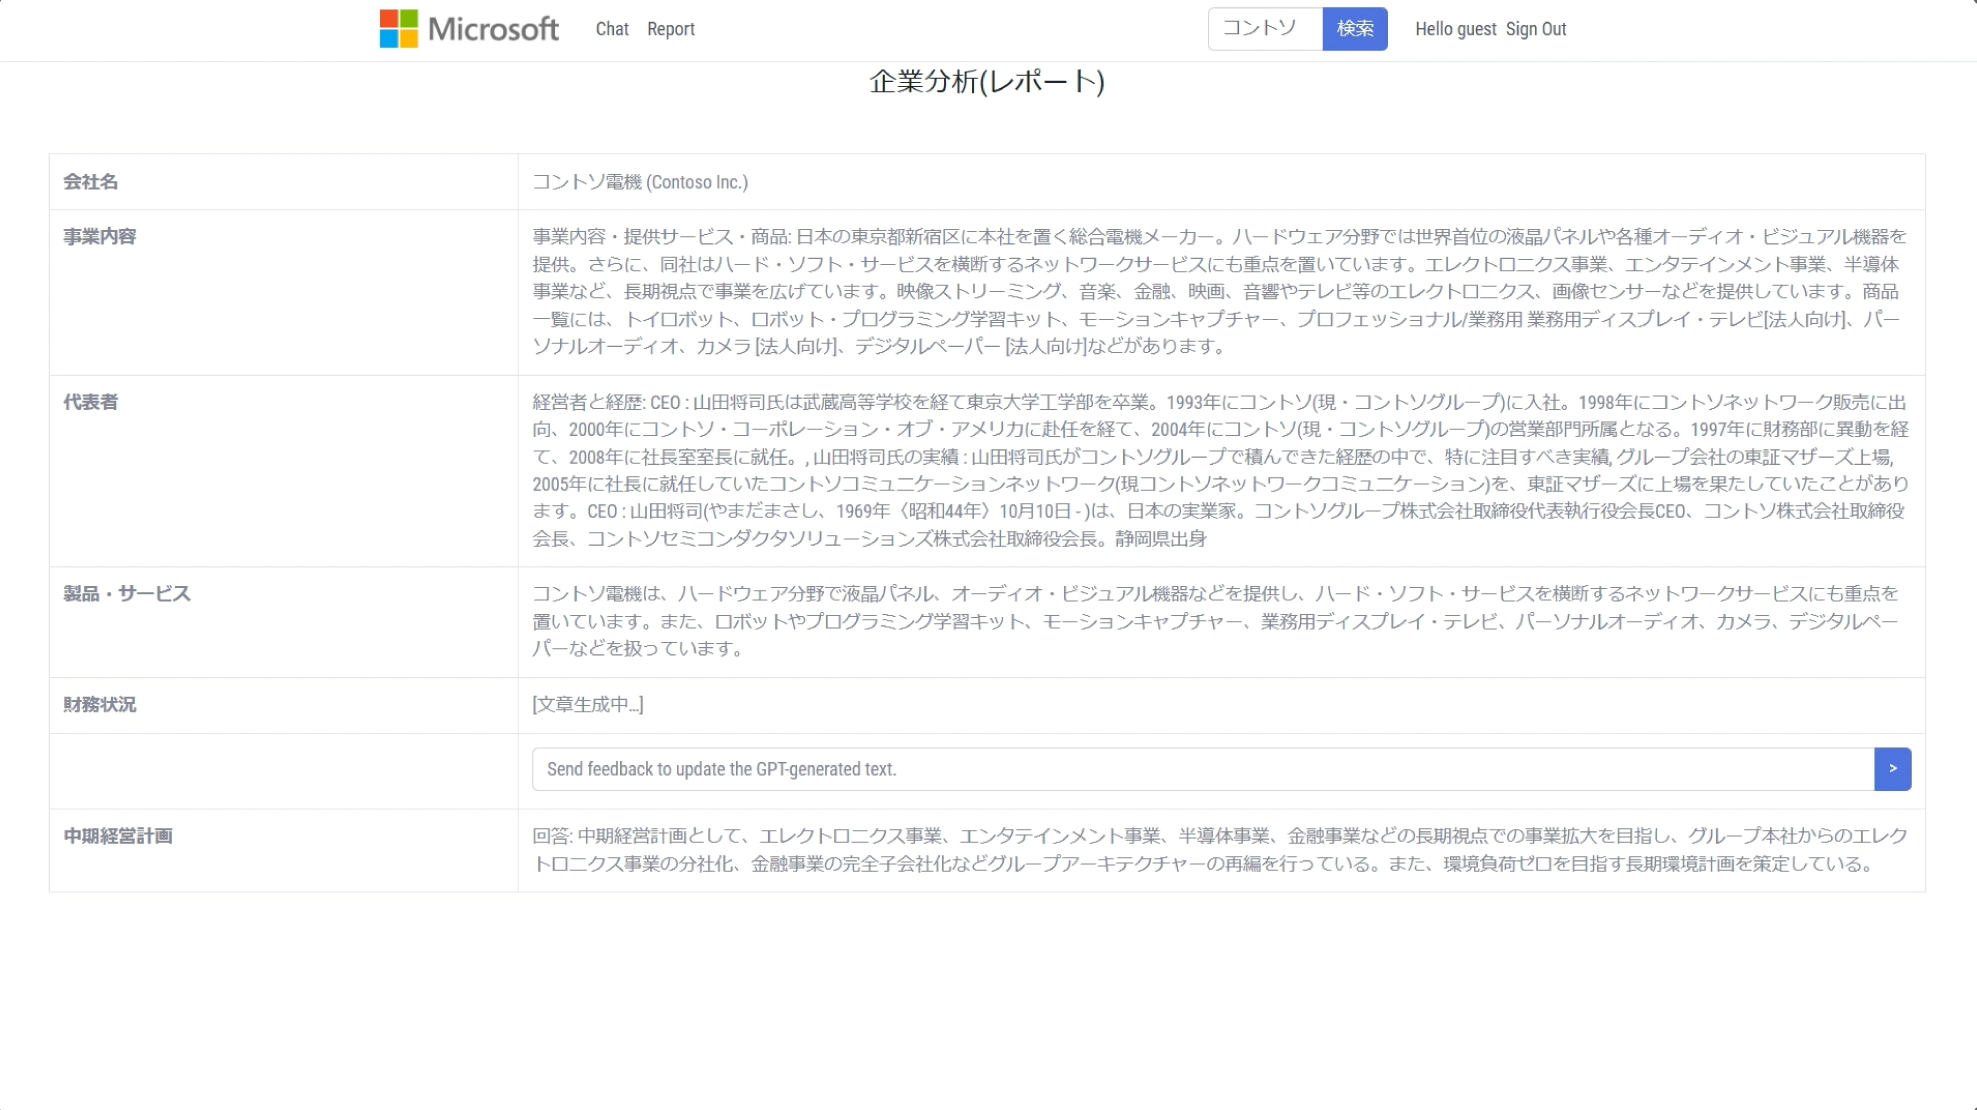 Microsoft Chat Report コントソ 検索 Hello guest Sign Out
企業分析(レポート)
会社名 コントソ電機 (Contoso Inc.)
事業内容 事業内容・提供サービス・商品: 日本の東京都新宿区に本社を置く総合電機メーカー。ハードウェア分野では世界首位の液晶パネルや各種オーディオ・ビジュアル機器を
提供。さらに、同社はハード・ソフト・サービスを横断するネットワークサービスにも重点を置いています。エレクトロニクス事業、エンタテインメント事業、半導体
事業など、長期視点で事業を広げています。映像ストリーミング、音楽、金融、映画、音響やテレビ等のエレクトロニクス、画像センサーなどを提供しています。商品
一覧には、トイロボット、ロボット・プログラミング学習キット、モーションキャプチャー、プロフェッショナル/業務用 業務用ディスプレイ・テレビ[法人向け]、パー
ソナルオーディオ、カメラ [法人向け]、デジタルペーパー [法人向け]などがあります。
代表者 経営者と経歴: CEO : 山田将司氏は武蔵高等学校を経て東京大学工学部を卒業。1993年にコントソ(現・コントソグループ)に入社。1998年にコントソネットワーク販売に出
向、2000年にコントソ・コーポレーション・オブ・アメリカに赴任を経て、2004年にコントソ(現・コントソグループ)の営業部門所属となる。1997年に財務部に異動を経
て、2008年に社長室室長に就任。, 山田将司氏の実績 : 山田将司氏がコントソグループで積んできた経歴の中で、特に注目すべき実績, グループ会社の東証マザーズ上場,
2005年に社長に就任していたコントソコミュニケーションネットワーク(現コントソネットワークコミュニケーション)を、東証マザーズに上場を果たしていたことがあり
ます。CEO : 山田将司(やまだまさし、1969年〈昭和44年〉10月10日 - )は、日本の実業家。コントソグループ株式会社取締役代表執行役会長CEO、コントソ株式会社取締役
会長、コントソセミコンダクタソリューションズ株式会社取締役会長。静岡県出身
製品・サービス コントソ電機は、ハードウェア分野で液晶パネル、オーディオ・ビジュアル機器などを提供し、ハード・ソフト・サービスを横断するネットワークサービスにも重点を
置いています。また、ロボットやプログラミング学習キット、モーションキャプチャー、業務用ディスプレイ・テレビ、パーソナルオーディオ、カメラ、デジタルペー
パーなどを扱っています。
財務状況 [文章生成中...]
Send feedback to update the GPT-generated text. >
中期経営計画 回答: 中期経営計画として、エレクトロニクス事業、エンタテインメント事業、半導体事業、金融事業などの長期視点での事業拡大を目指し、グループ本社からのエレク
トロニクス事業の分社化、金融事業の完全子会社化などグループアーキテクチャーの再編を行っている。また、環境負荷ゼロを目指す長期環境計画を策定している。